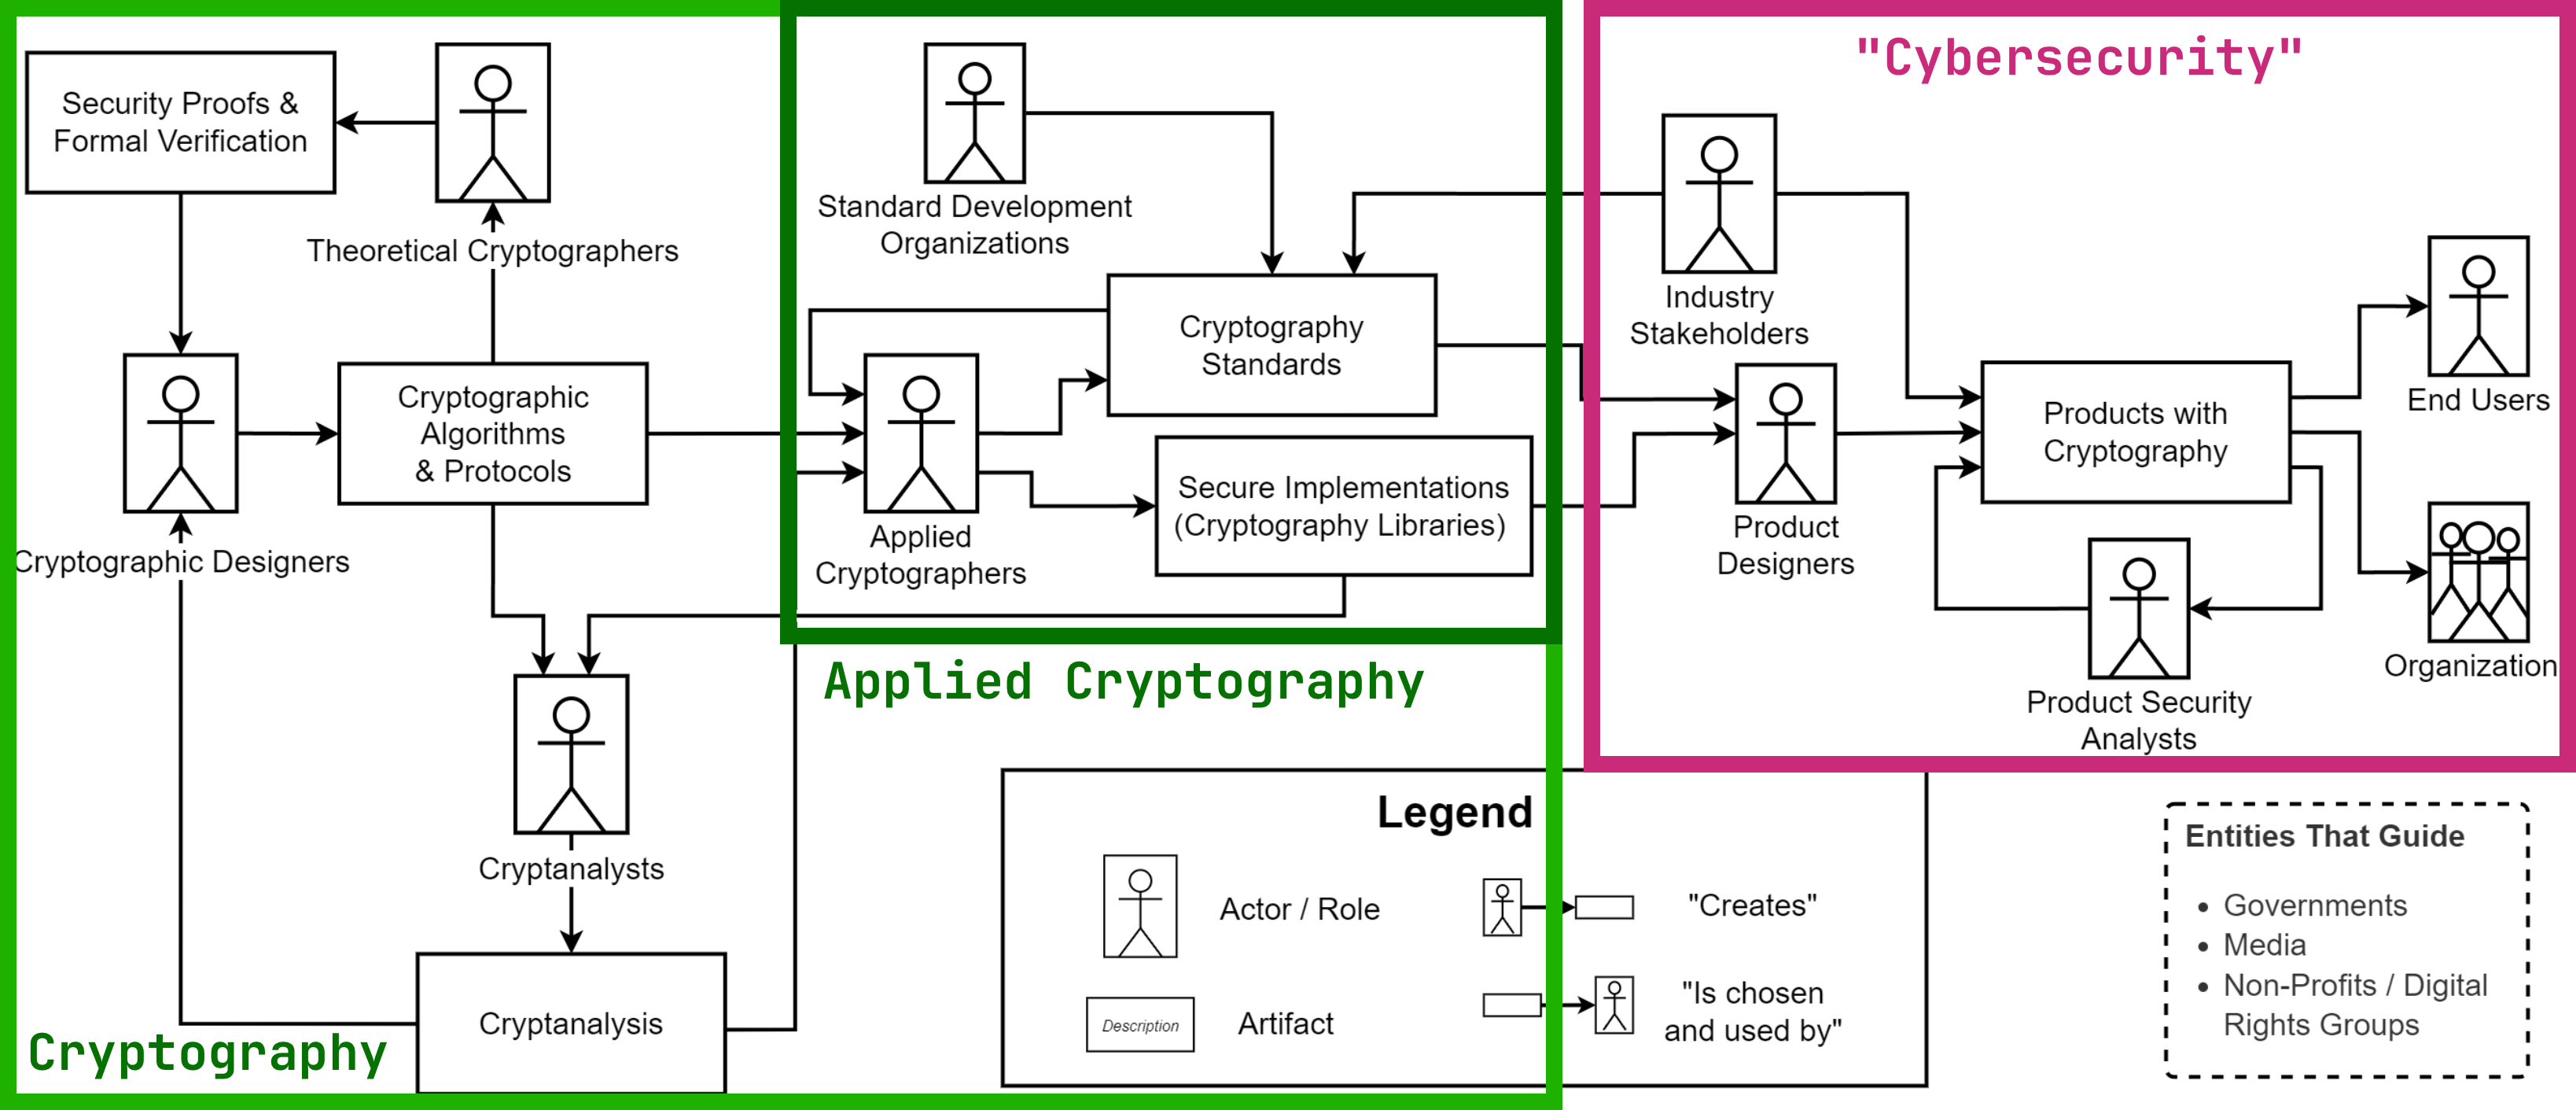 "Cybersecurity"
Security Proofs &
Formal Verification
Theoretical Cryptographers
Standard Development
Organizations
Industry
Stakeholders
Cryptography
Standards
Cryptographic
Algorithms
& Protocols
Cryptographic Designers
Applied
Cryptographers
Secure Implementations
(Cryptography Libraries)
Product
Designers
Products with
Cryptography
End Users
Organization
Product Security
Analysts
Applied Cryptography
Cryptanalysts
Cryptanalysis
Cryptography
Legend
Actor / Role
"Creates"
Description
Artifact
"Is chosen
and used by"
Entities That Guide
• Governments
• Media
• Non-Profits / Digital
Rights Groups